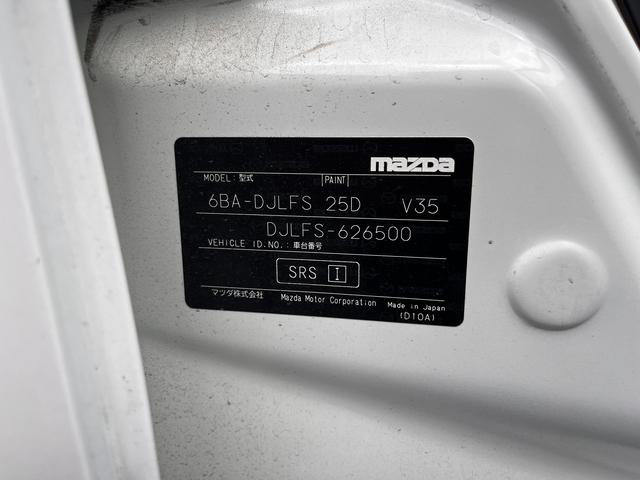 mazda
MODEL:型式 PAINT
6BA-DJLFS 25D V35
DJLFS-626500
VEHICLE ID.NO.:車台番号
SRS I
マツダ株式会社 Mazda Motor Corporation Made in Japan
(D10A)